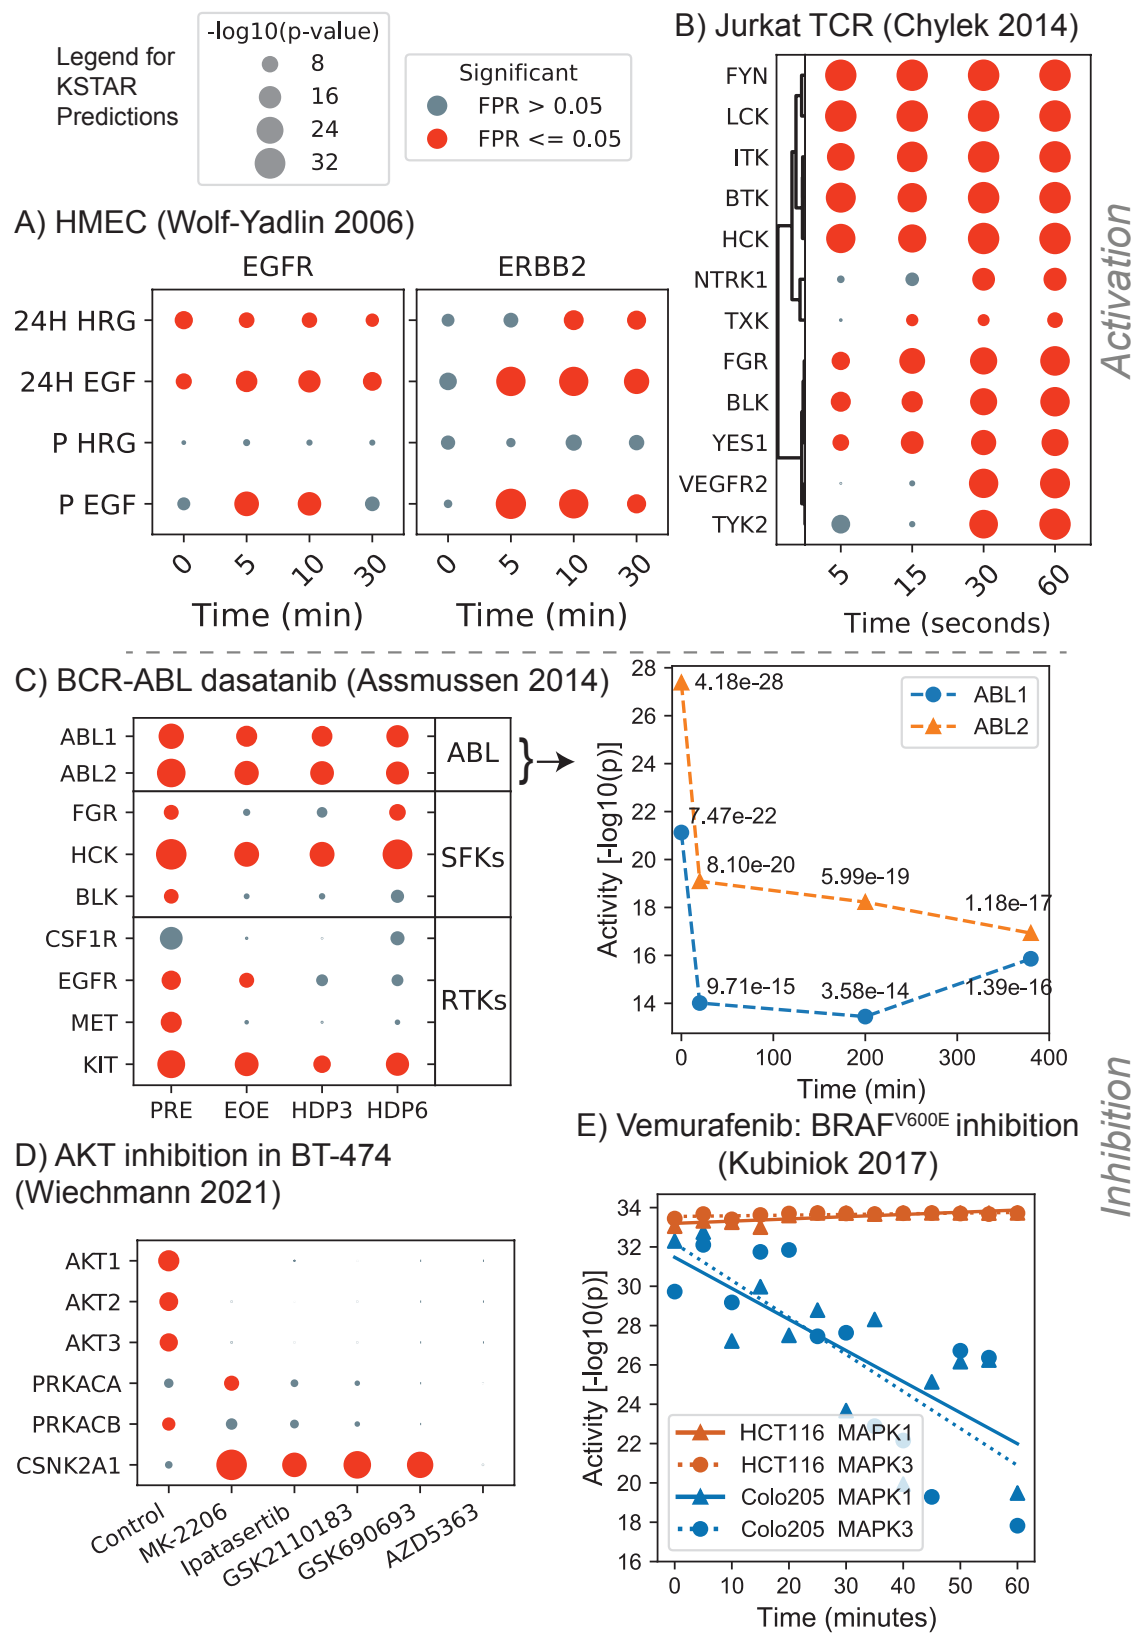 Legend for
KSTAR
Predictions
-log10(p-value)
8
16
24
32
Significant
FPR > 0.05
FPR <= 0.05
A) HMEC (Wolf-Yadlin 2006)
EGFR
ERBB2
24H HRG
24H EGF
P HRG
P EGF
0
5
10
30
0
5
10
30
Time (min)
Time (min)
B) Jurkat TCR (Chylek 2014)
FYN
LCK
ITK
BTK
HCK
NTRK1
TXK
FGR
BLK
YES1
VEGFR2
TYK2
5
15
30
60
Time (seconds)
Activation
C) BCR-ABL dasatanib (Assmussen 2014)
ABL1
ABL2
FGR
HCK
BLK
CSF1R
EGFR
MET
KIT
ABL
SFKs
RTKs
PRE
EOE
HDP3
HDP6
}
28
26
24
22
20
18
16
14
Activity [-log10(p)]
4.18e-28
7.47e-22
8.10e-20
5.99e-19
1.18e-17
9.71e-15
3.58e-14
1.39e-16
ABL1
ABL2
0
100
200
300
400
Time (min)
Inhibition
D) AKT inhibition in BT-474
(Wiechmann 2021)
AKT1
AKT2
AKT3
PRKACA
PRKACB
CSNK2A1
Control
MK-2206
Ipatasertib
GSK2110183
GSK690693
AZD5363
E) Vemurafenib: BRAFV600E inhibition
(Kubiniok 2017)
34
32
30
28
26
24
22
20
18
16
Activity [-log10(p)]
HCT116 MAPK1
HCT116 MAPK3
Colo205 MAPK1
Colo205 MAPK3
0
10
20
30
40
50
60
Time (minutes)